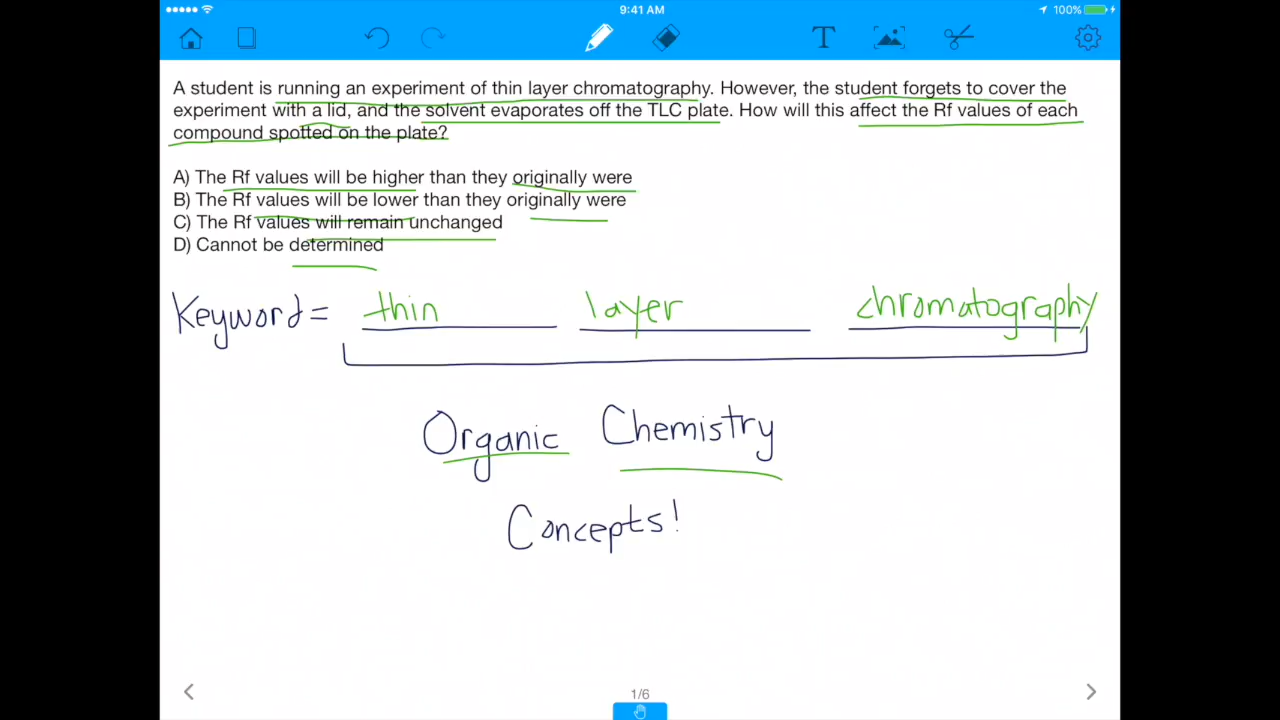 9:41 AM
100%
T
A student is running an experiment of thin layer chromatography. However, the student forgets to cover the
experiment with a lid, and the solvent evaporates off the TLC plate. How will this affect the Rf values of each
compound spotted on the plate?
A) The Rf values will be higher than they originally were
B) The Rf values will be lower than they originally were
C) The Rf values will remain unchanged
D) Cannot be determined
Keyword= thin layer chromatography
Organic Chemistry
Concepts!
1/6